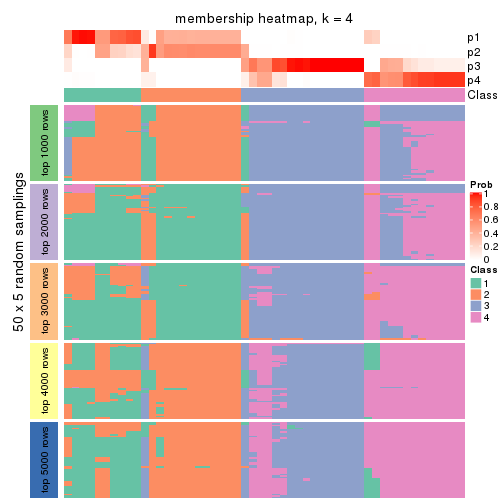 membership heatmap, k = 4
p1
p2
p3
p4
Class
50 x 5 random samplings
top 1000 rows
top 2000 rows
top 3000 rows
top 4000 rows
top 5000 rows
Prob
1
0.8
0.6
0.4
0.2
0
Class
1
2
3
4